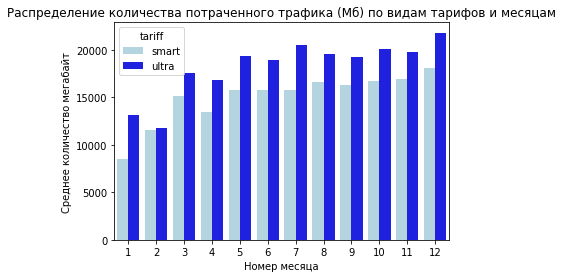 Распределение количества потраченного трафика (Мб) по видам тарифов и месяцам
tariff
smart
ultra
Среднее количество мегабайт
20000
15000
10000
5000
0
1 2 3 4 5 6 7 8 9 10 11 12
Номер месяца